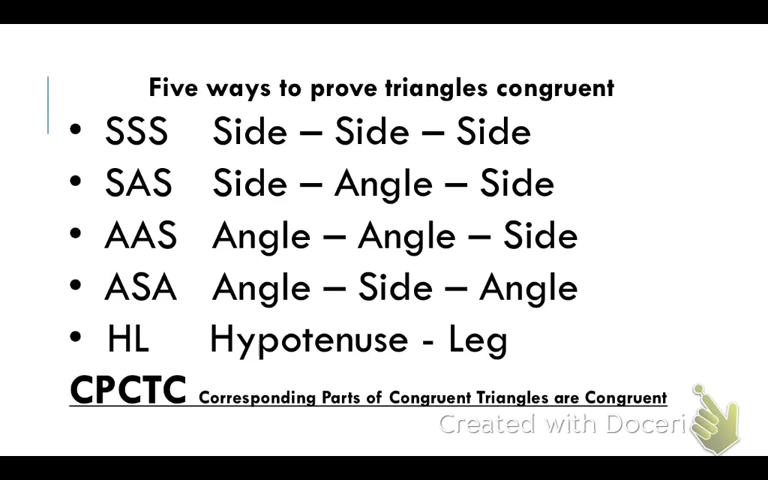 Five ways to prove triangles congruent
• SSS Side – Side – Side
• SAS Side – Angle – Side
• AAS Angle – Angle – Side
• ASA Angle – Side – Angle
• HL Hypotenuse - Leg
CPCTC Corresponding Parts of Congruent Triangles are Congruent
Created with Doceri